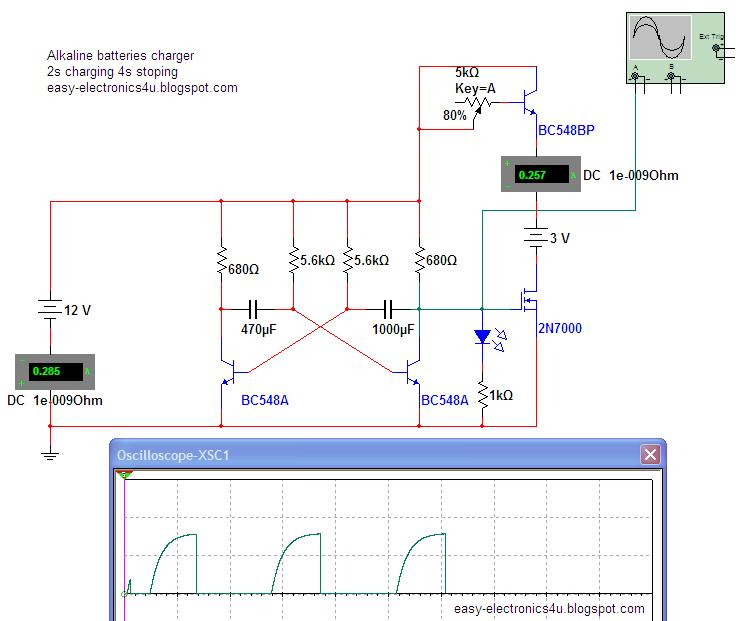 Alkaline batteries charger
2s charging 4s stoping
easy-electronics4u.blogspot.com
Ext Trig
A
B
5kΩ
Key=A
80%
BC548BP
0.257 A
DC 1e-009Ohm
3 V
680Ω
5.6kΩ
5.6kΩ
680Ω
12 V
470µF
1000µF
2N7000
0.285 A
DC 1e-009Ohm
BC548A
BC548A
1kΩ
Oscilloscope-XSC1
easy-electronics4u.blogspot.com